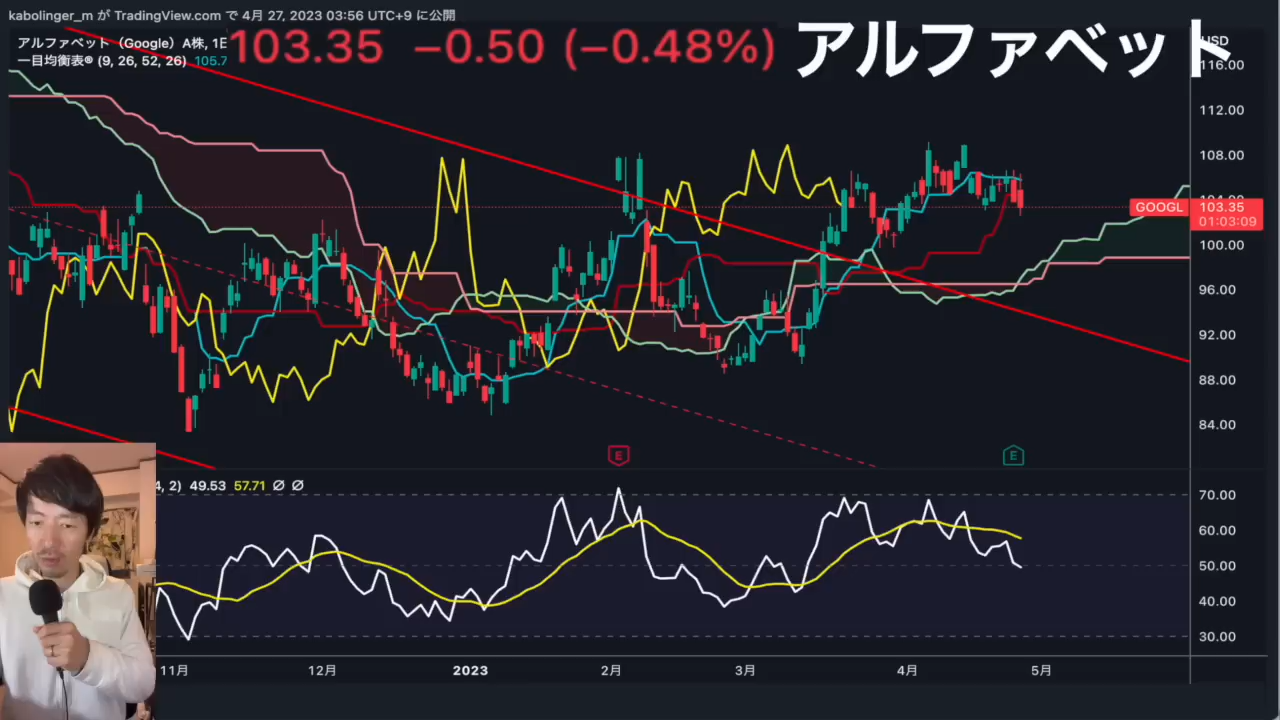 kabolinger_m が TradingView.com で 4月 27, 2023 03:56 UTC+9 に公開
アルファベット（Google）A株, 1
103.35 −0.50 (−0.48%) アルファベット
一目均衡表® (9, 26, 52, 26) 105.7
USD
116.00
112.00
108.00
GOOGL 103.35
01:03:09
100.00
96.00
92.00
88.00
84.00
E E
4, 2) 49.53 57.71 ∅ ∅
70.00
60.00
50.00
40.00
30.00
11月 12月 2023 2月 3月 4月 5月